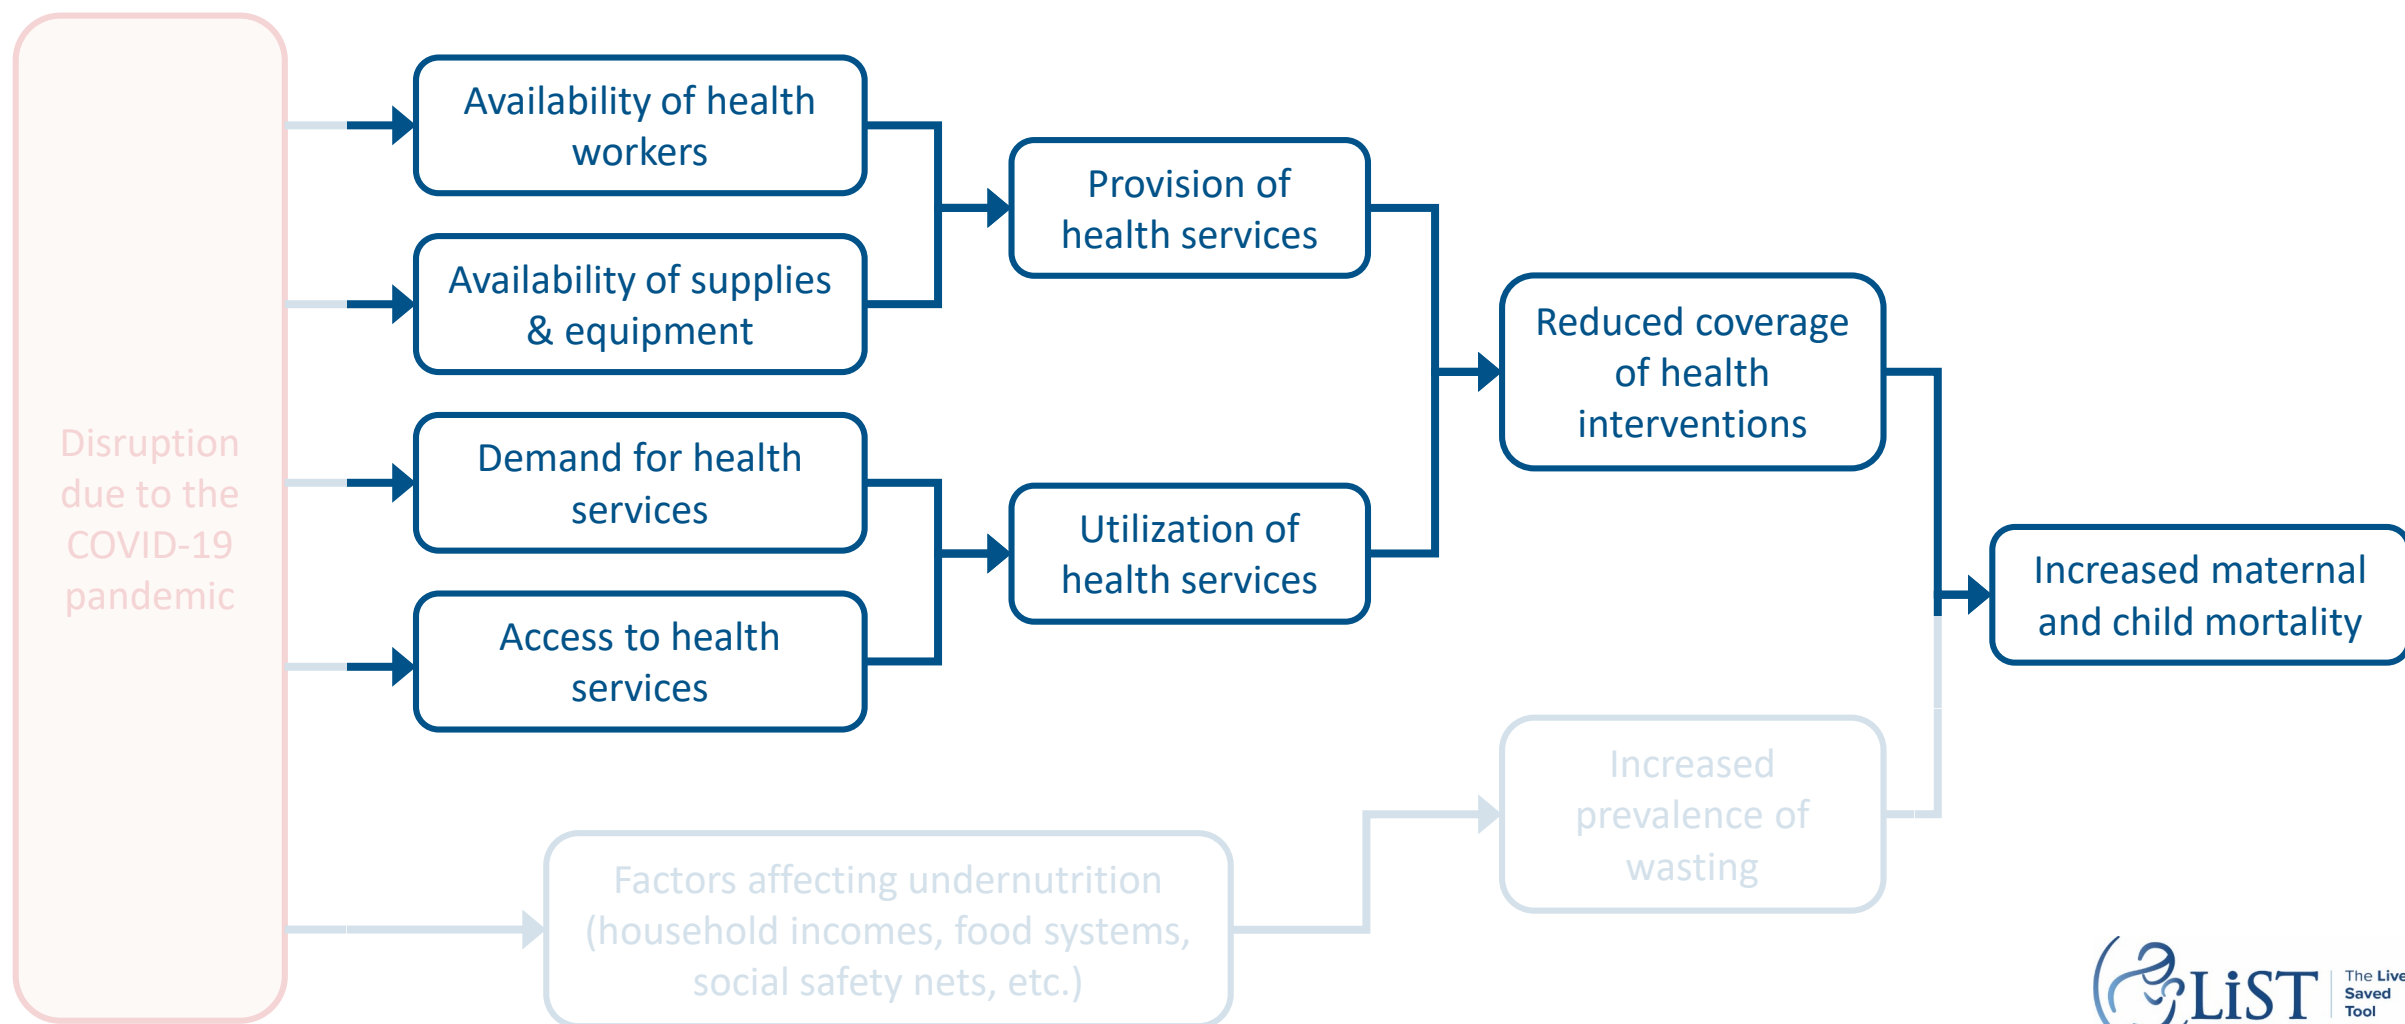 Disruption
due to the
COVID-19
pandemic
Availability of health
workers
Availability of supplies
& equipment
Demand for health
services
Access to health
services
Provision of
health services
Utilization of
health services
Reduced coverage
of health
interventions
Increased maternal
and child mortality
Increased
prevalence of
wasting
Factors affecting undernutrition
(household incomes, food systems,
social safety nets, etc.)
LiST
The Live
Saved
Tool